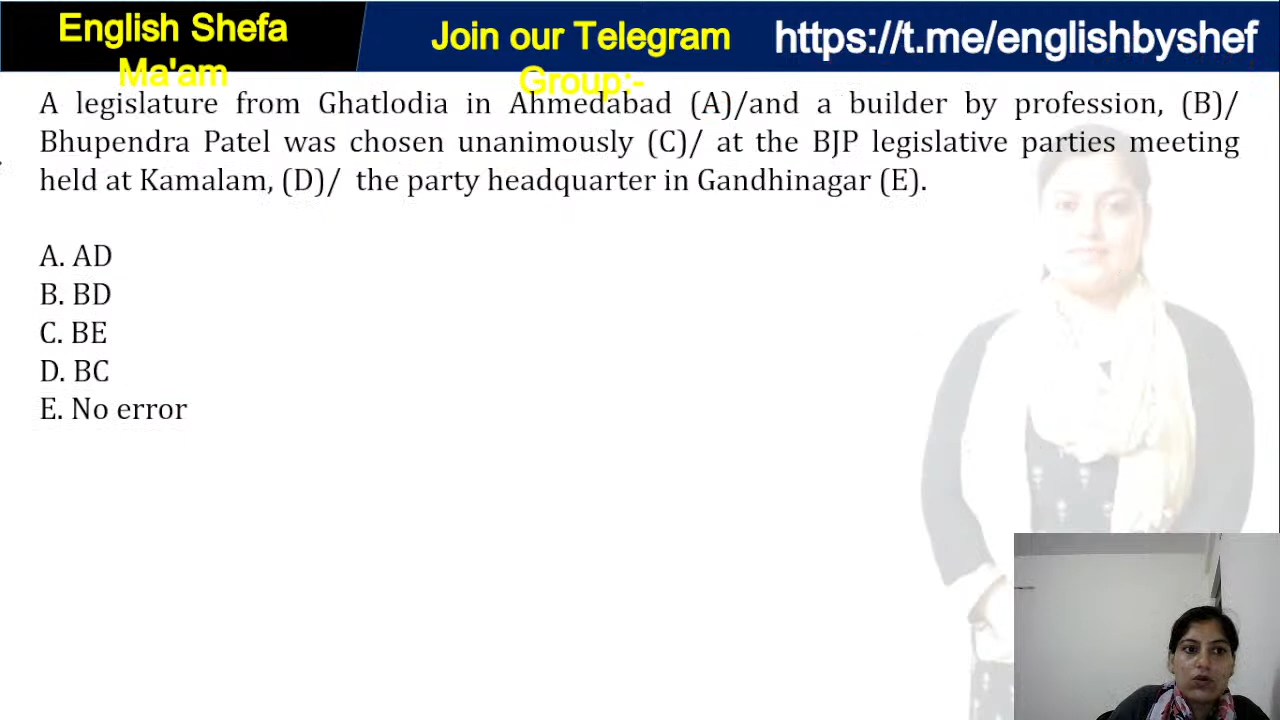 English Shefa
Ma'am
Join our Telegram
Group:-
https://t.me/englishbyshef
A legislature from Ghatlodia in Ahmedabad (A)/and a builder by profession, (B)/
Bhupendra Patel was chosen unanimously (C)/ at the BJP legislative parties meeting
held at Kamalam, (D)/ the party headquarter in Gandhinagar (E).
A. AD
B. BD
C. BE
D. BC
E. No error